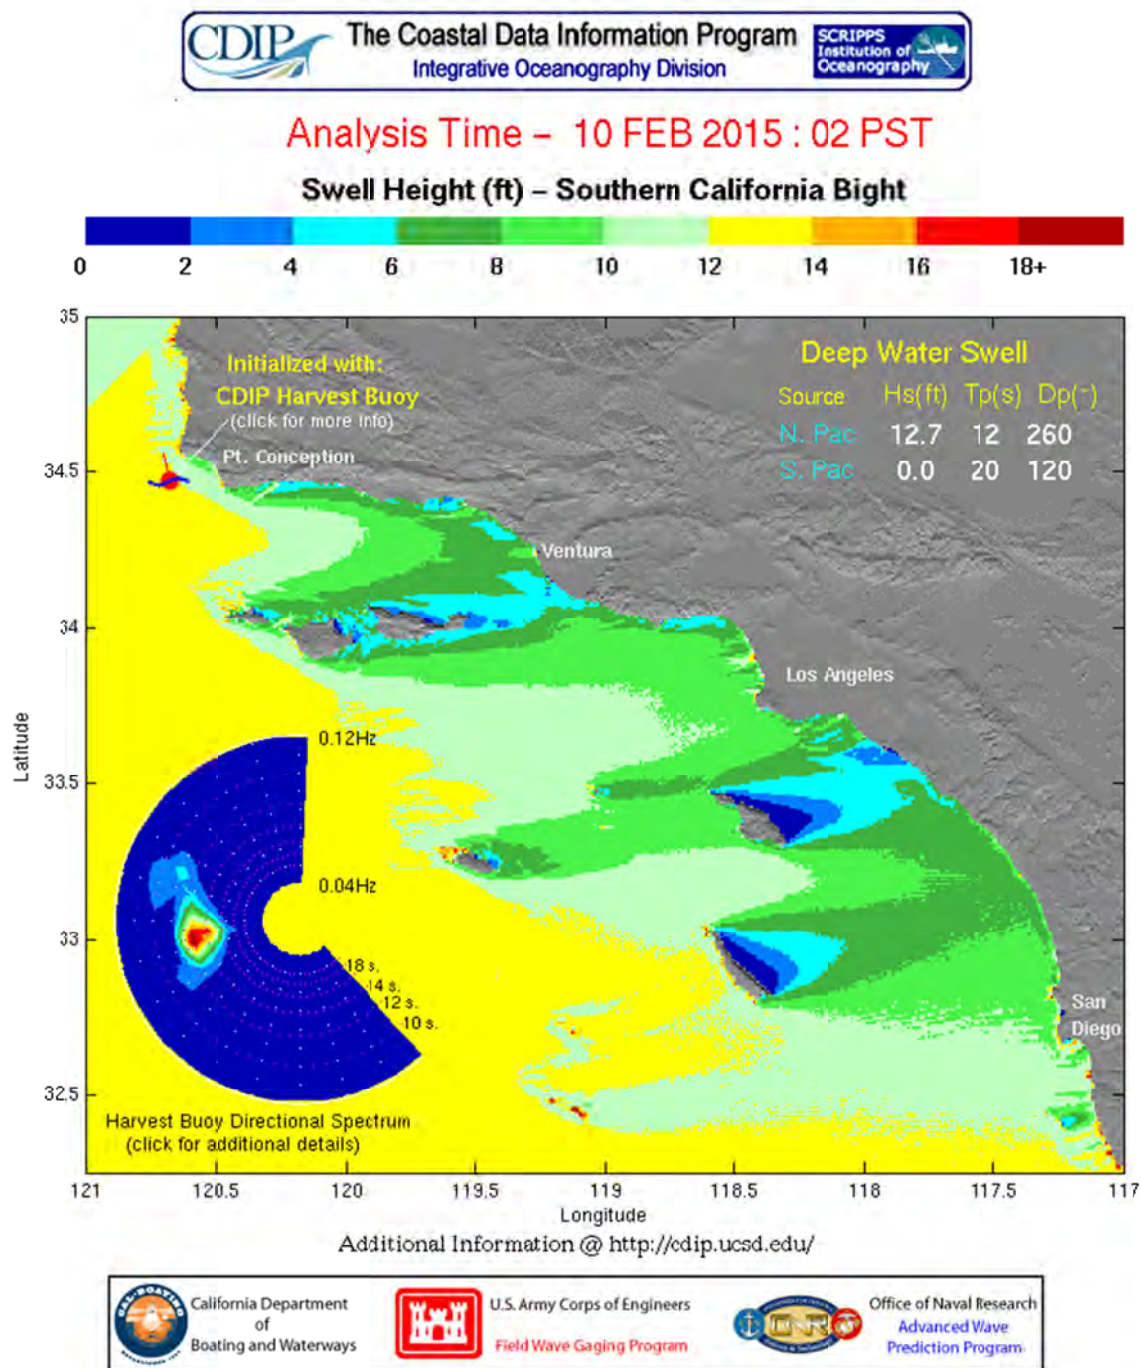 CDIP
The Coastal Data Information Program
Integrative Oceanography Division
SCRIPPS
Institution of
Oceanography
Analysis Time – 10 FEB 2015 : 02 PST
Swell Height (ft) – Southern California Bight
0 2 4 6 8 10 12 14 16 18+
35
34.5
34
33.5
33
32.5
Latitude
Initialized with:
CDIP Harvest Buoy
(click for more info)
Pt. Conception
Deep Water Swell
Source Hs(ft) Tp(s) Dp(~)
N. Pac 12.7 12 260
S. Pac 0.0 20 120
Ventura
Los Angeles
San
Diego
0.12Hz
0.04Hz
18 s.
14 s.
12 s.
10 s.
Harvest Buoy Directional Spectrum
(click for additional details)
121 120.5 120 119.5 119 118.5 118 117.5 117
Longitude
Additional Information @ http://cdip.ucsd.edu/
CAL-BOATING
California Department
of
Boating and Waterways
U.S. Army Corps of Engineers
Field Wave Gaging Program
Office of Naval Research
Advanced Wave
Prediction Program